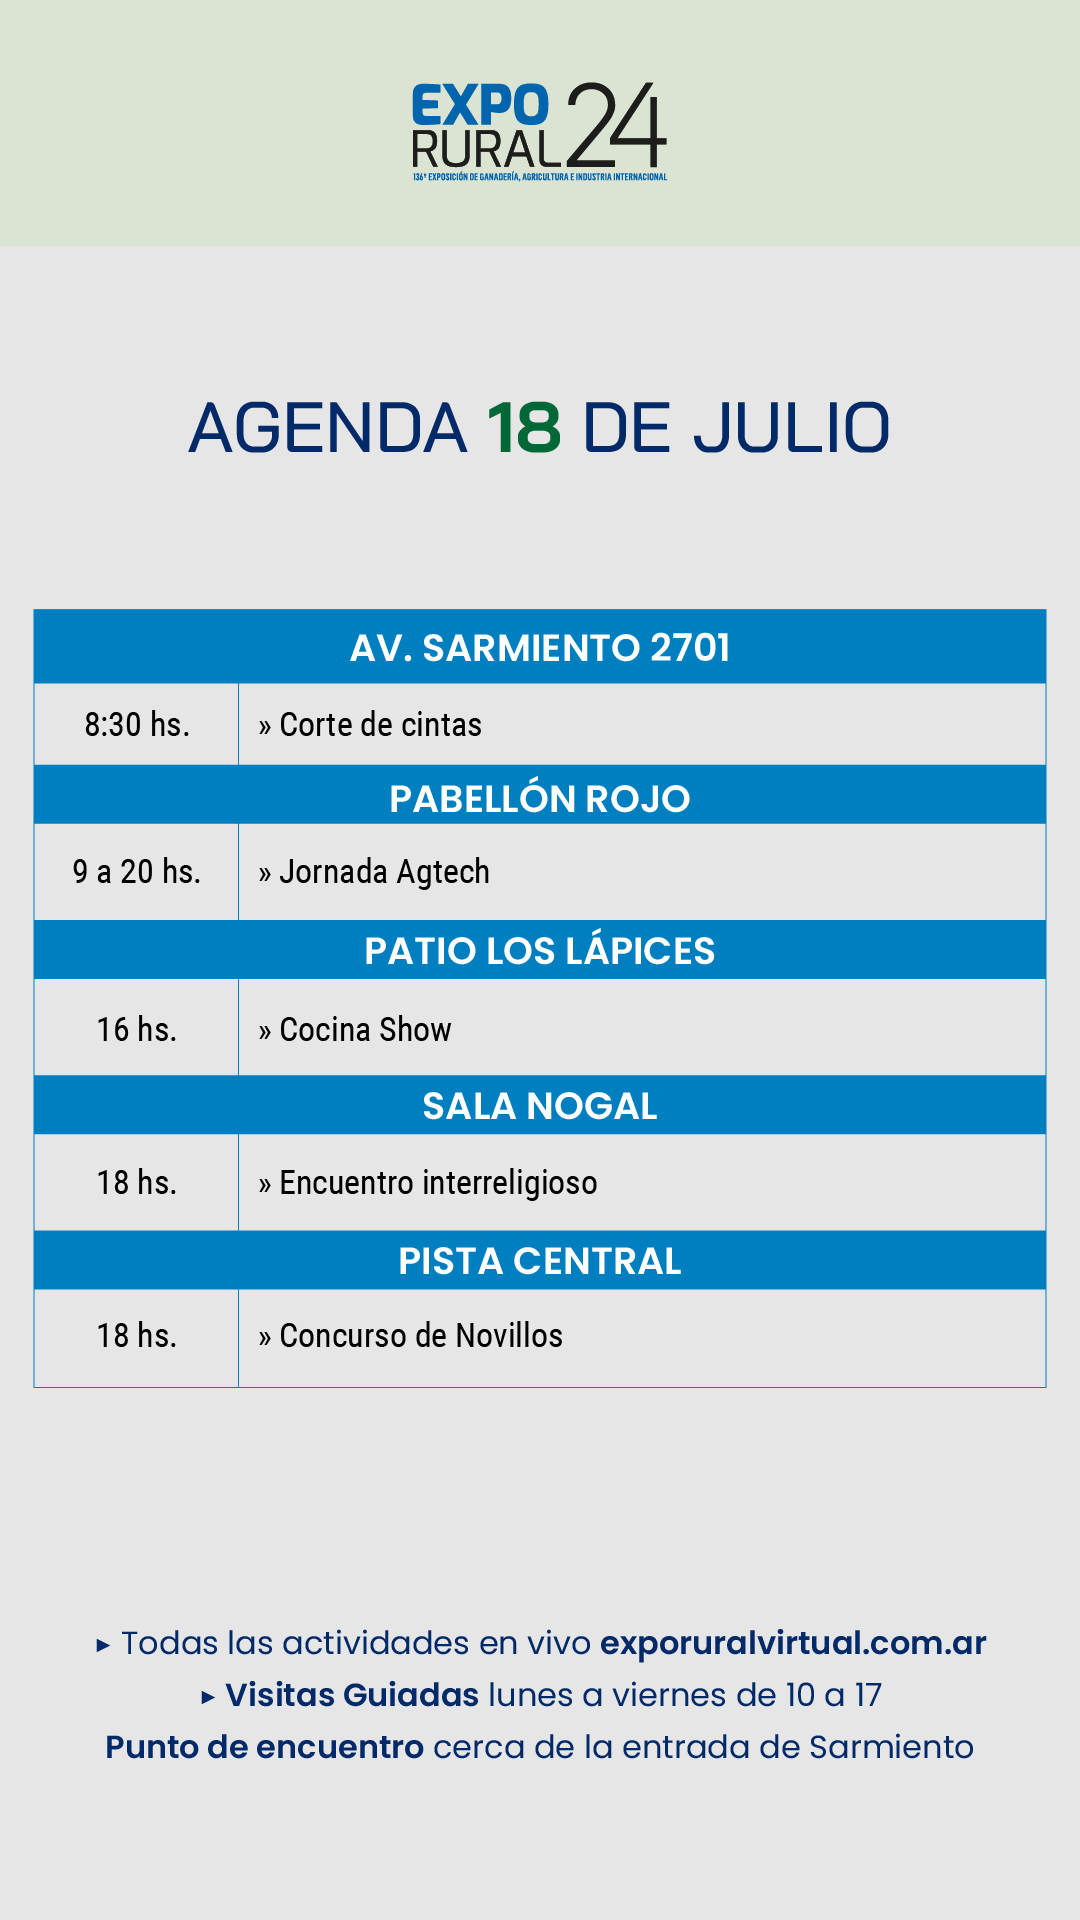 EXPO
RURAL 24
136º EXPOSICIÓN DE GANADERÍA, AGRICULTURA E INDUSTRIA INTERNACIONAL
AGENDA 18 DE JULIO
AV. SARMIENTO 2701
8:30 hs. » Corte de cintas
PABELLÓN ROJO
9 a 20 hs. » Jornada Agtech
PATIO LOS LÁPICES
16 hs. » Cocina Show
SALA NOGAL
18 hs. » Encuentro interreligioso
PISTA CENTRAL
18 hs. » Concurso de Novillos
▸ Todas las actividades en vivo exporuralvirtual.com.ar
▸ Visitas Guiadas lunes a viernes de 10 a 17
Punto de encuentro cerca de la entrada de Sarmiento